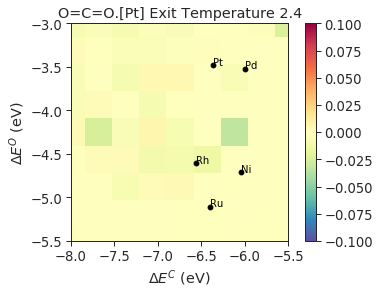 O=C=O.[Pt] Exit Temperature 2.4
−3.0
−3.5
−4.0
−4.5
−5.0
−5.5
ΔE^O (eV)
Pt
Pd
Rh
Ni
Ru
−8.0 −7.5 −7.0 −6.5 −6.0 −5.5
ΔE^C (eV)
0.100
0.075
0.050
0.025
0.000
−0.025
−0.050
−0.075
−0.100